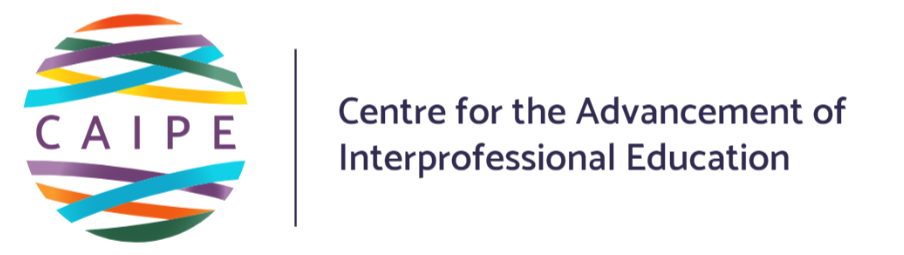 CAIPE
Centre for the Advancement of
Interprofessional Education